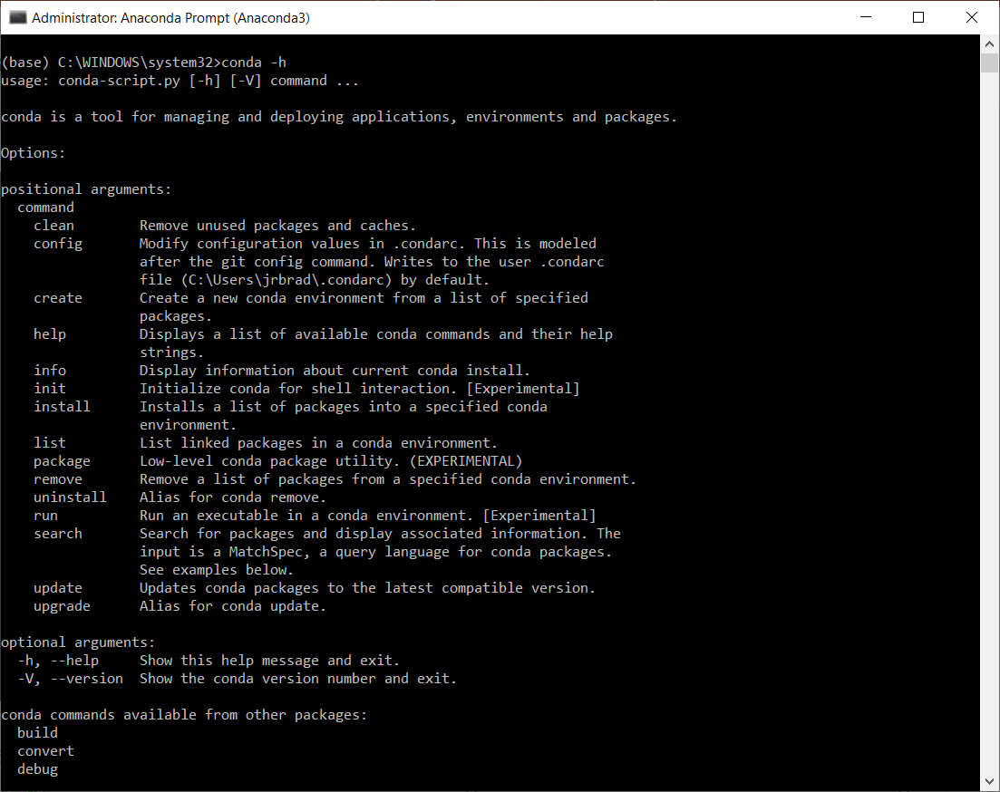 Administrator: Anaconda Prompt (Anaconda3)
(base) C:\WINDOWS\system32>conda -h
usage: conda-script.py [-h] [-V] command ...
conda is a tool for managing and deploying applications, environments and packages.
Options:
positional arguments:
  command
    clean        Remove unused packages and caches.
    config       Modify configuration values in .condarc. This is modeled
                 after the git config command. Writes to the user .condarc
                 file (C:\Users\jrbrad\.condarc) by default.
    create       Create a new conda environment from a list of specified
                 packages.
    help         Displays a list of available conda commands and their help
                 strings.
    info         Display information about current conda install.
    init         Initialize conda for shell interaction. [Experimental]
    install      Installs a list of packages into a specified conda
                 environment.
    list         List linked packages in a conda environment.
    package      Low-level conda package utility. (EXPERIMENTAL)
    remove       Remove a list of packages from a specified conda environment.
    uninstall    Alias for conda remove.
    run          Run an executable in a conda environment. [Experimental]
    search       Search for packages and display associated information. The
                 input is a MatchSpec, a query language for conda packages.
                 See examples below.
    update       Updates conda packages to the latest compatible version.
    upgrade      Alias for conda update.
optional arguments:
  -h, --help     Show this help message and exit.
  -V, --version  Show the conda version number and exit.
conda commands available from other packages:
  build
  convert
  debug